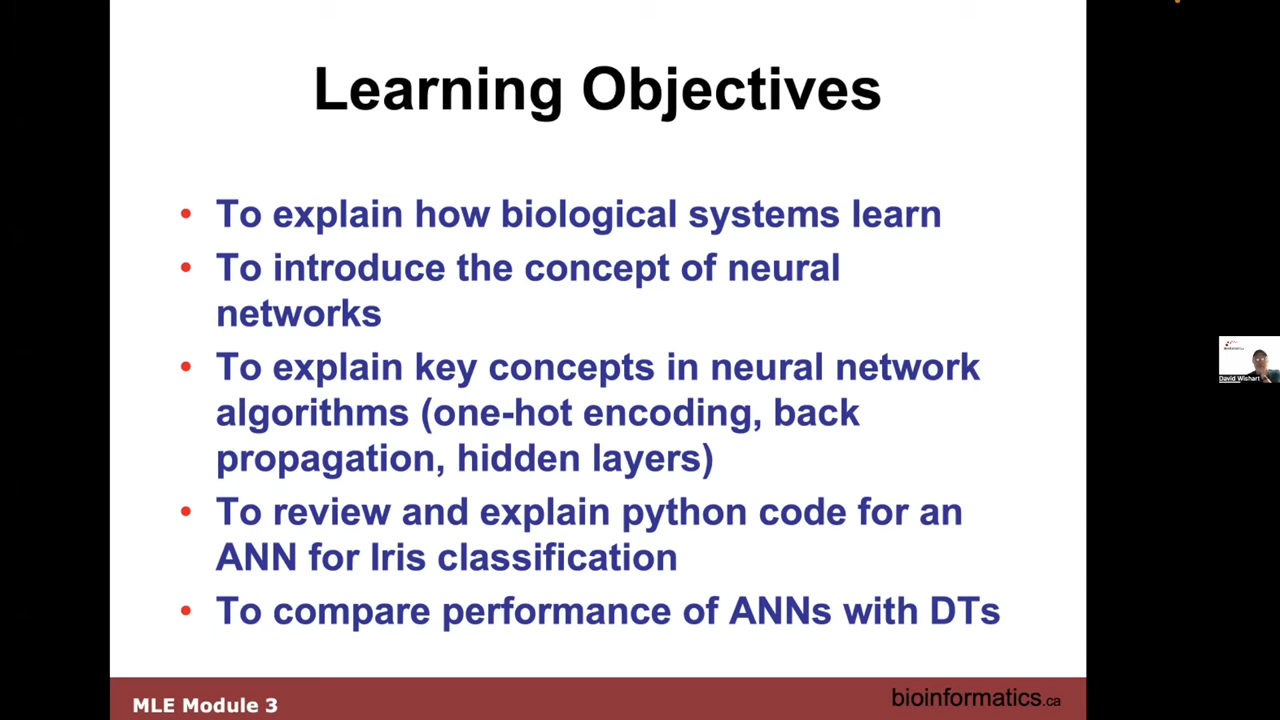 Learning Objectives
• To explain how biological systems learn
• To introduce the concept of neural
networks
• To explain key concepts in neural network
algorithms (one-hot encoding, back
propagation, hidden layers)
• To review and explain python code for an
ANN for Iris classification
• To compare performance of ANNs with DTs
David Wishart
MLE Module 3
bioinformatics.ca